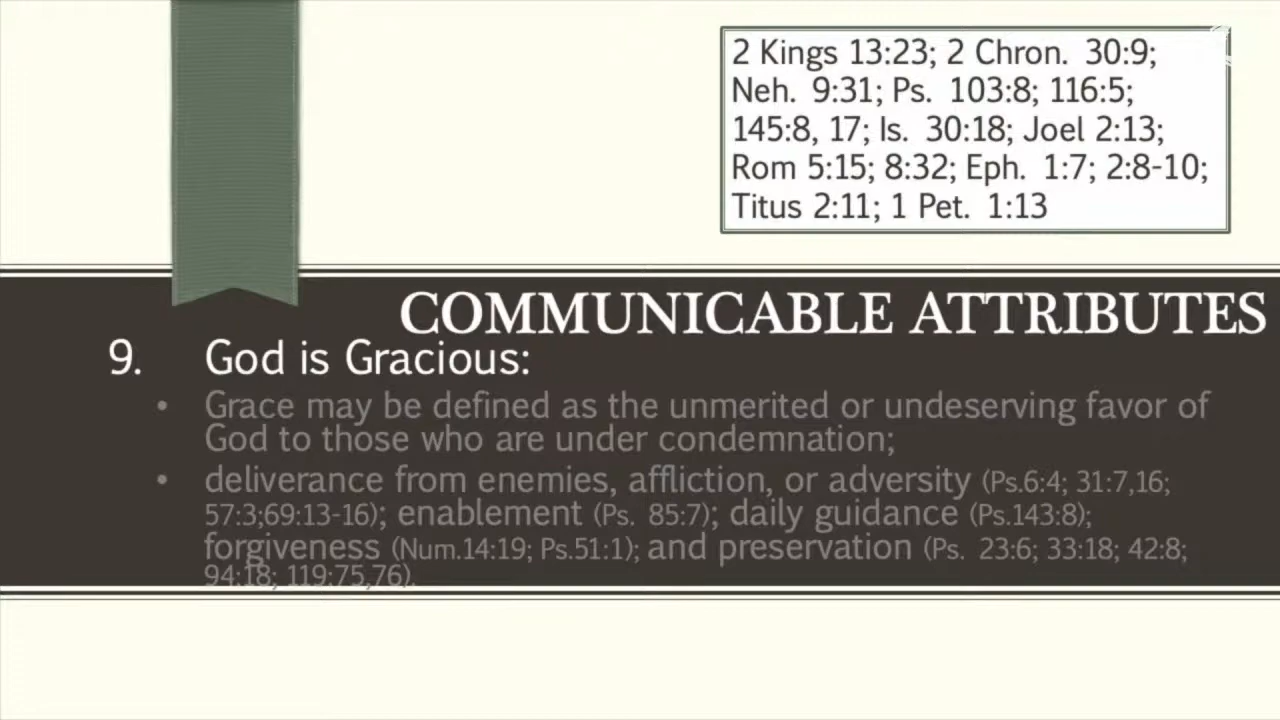 2 Kings 13:23; 2 Chron. 30:9;
Neh. 9:31; Ps. 103:8; 116:5;
145:8, 17; Is. 30:18; Joel 2:13;
Rom 5:15; 8:32; Eph. 1:7; 2:8-10;
Titus 2:11; 1 Pet. 1:13
COMMUNICABLE ATTRIBUTES
9. God is Gracious:
• Grace may be defined as the unmerited or undeserving favor of
God to those who are under condemnation;
• deliverance from enemies, affliction, or adversity (Ps.6:4; 31:7,16;
57:3;69:13-16); enablement (Ps. 85:7); daily guidance (Ps.143:8);
forgiveness (Num.14:19; Ps.51:1); and preservation (Ps. 23:6; 33:18; 42:8;
94:18; 119:75,76).